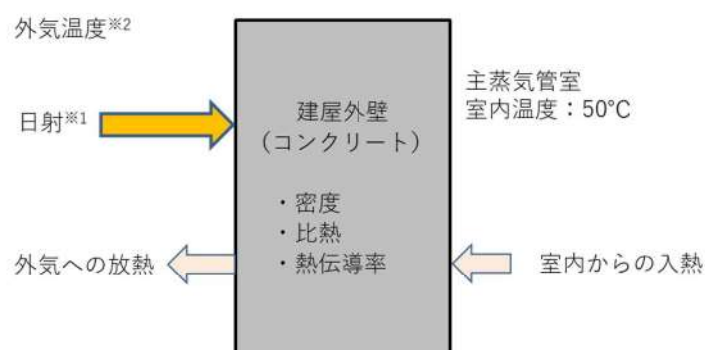 外気温度※2
日射※1
建屋外壁
（コンクリート）
・密度
・比熱
・熱伝導率
主蒸気管室
室内温度：50℃
外気への放熱
室内からの入熱